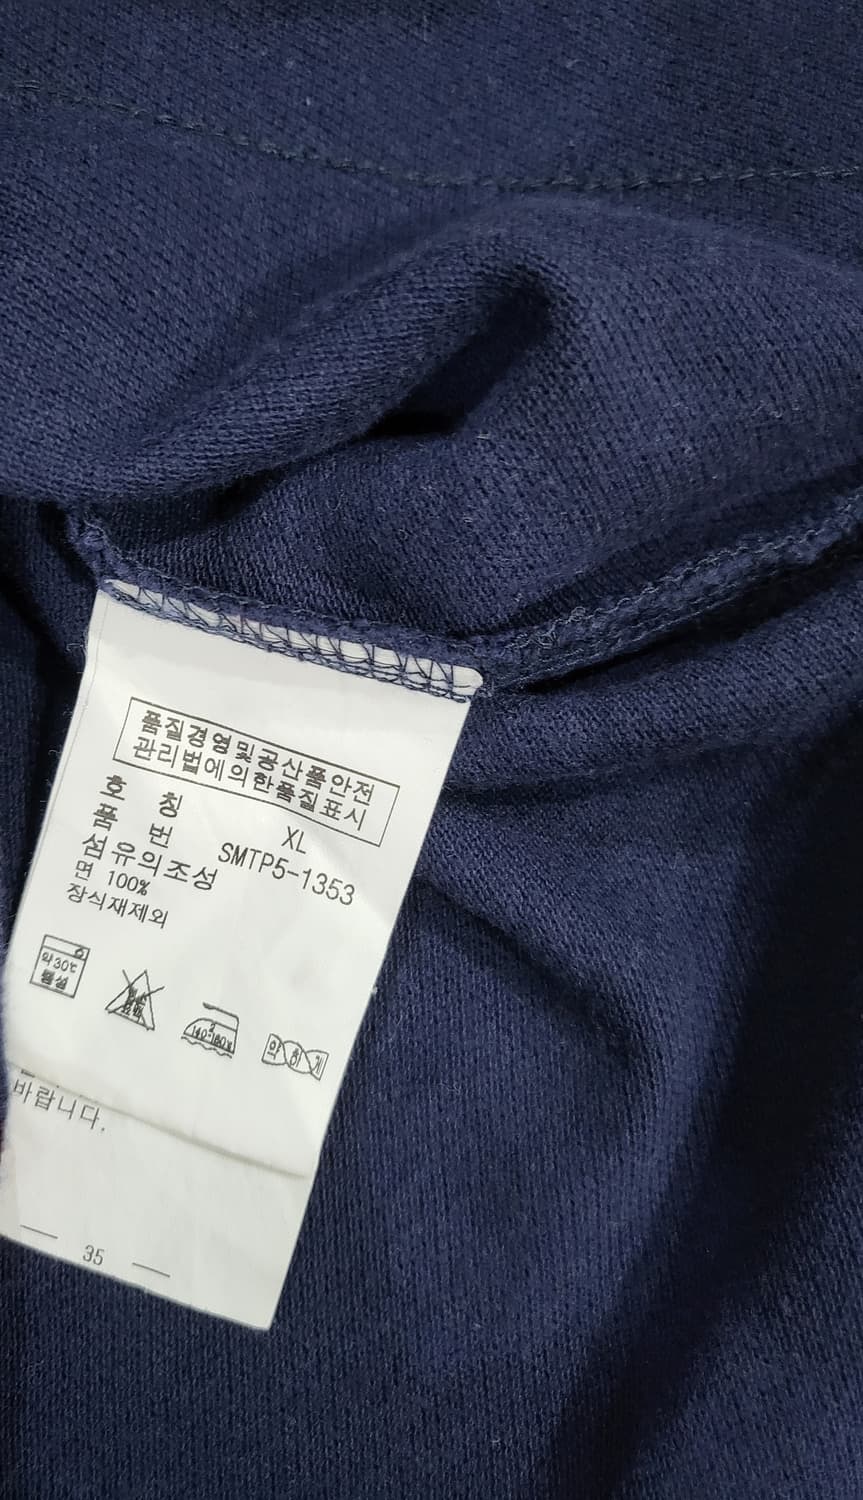 품질경영및공산품안전
관리법에의한품질표시
호 칭 XL
품 번 SMTP5-1353
섬유의조성
면 100%
장식재제외
약30℃
중성
140-160℃
약하게
바랍니다.
35